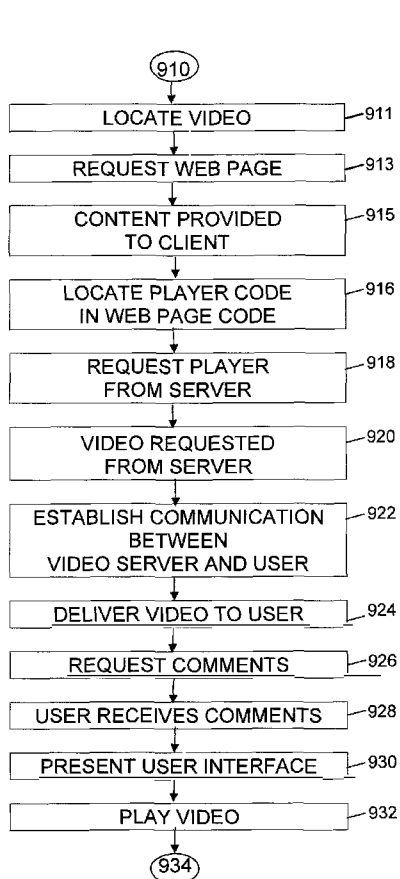 910
LOCATE VIDEO
911
REQUEST WEB PAGE
913
CONTENT PROVIDED
TO CLIENT
915
LOCATE PLAYER CODE
IN WEB PAGE CODE
916
REQUEST PLAYER
FROM SERVER
918
VIDEO REQUESTED
FROM SERVER
920
ESTABLISH COMMUNICATION
BETWEEN
VIDEO SERVER AND USER
922
DELIVER VIDEO TO USER
924
REQUEST COMMENTS
926
USER RECEIVES COMMENTS
928
PRESENT USER INTERFACE
930
PLAY VIDEO
932
934